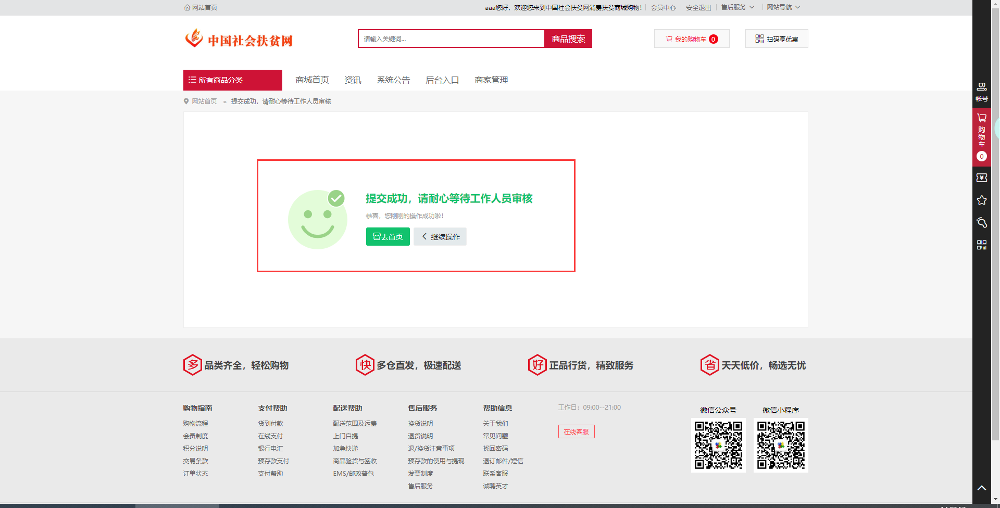 网站首页
aaa您好，欢迎您来到中国社会扶贫网消费扶贫商城购物！ 会员中心 安全退出 售后服务 网站导航
中国社会扶贫网
请输入关键词... 商品搜索
我的购物车 0
扫码享优惠
所有商品分类 商城首页 资讯 系统公告 后台入口 商家管理
网站首页 » 提交成功，请耐心等待工作人员审核
提交成功，请耐心等待工作人员审核
恭喜，您刚刚的操作成功啦！
去首页 继续操作
帐号
购物车
0
多 品类齐全，轻松购物
快 多仓直发，极速配送
好 正品行货，精致服务
省 天天低价，畅选无忧
购物指南
购物流程
会员制度
积分说明
交易条款
订单状态
支付帮助
货到付款
在线支付
银行电汇
预存款支付
支付帮助
配送帮助
配送范围及运费
上门自提
加急快递
商品验货与签收
EMS/邮政普包
售后服务
换货说明
退货说明
退/换货注意事项
预存款的使用与提现
发票制度
售后服务
帮助信息
关于我们
常见问题
找回密码
退订邮件/短信
联系客服
诚聘英才
工作日：09:00--21:00
在线客服
微信公众号
微信小程序